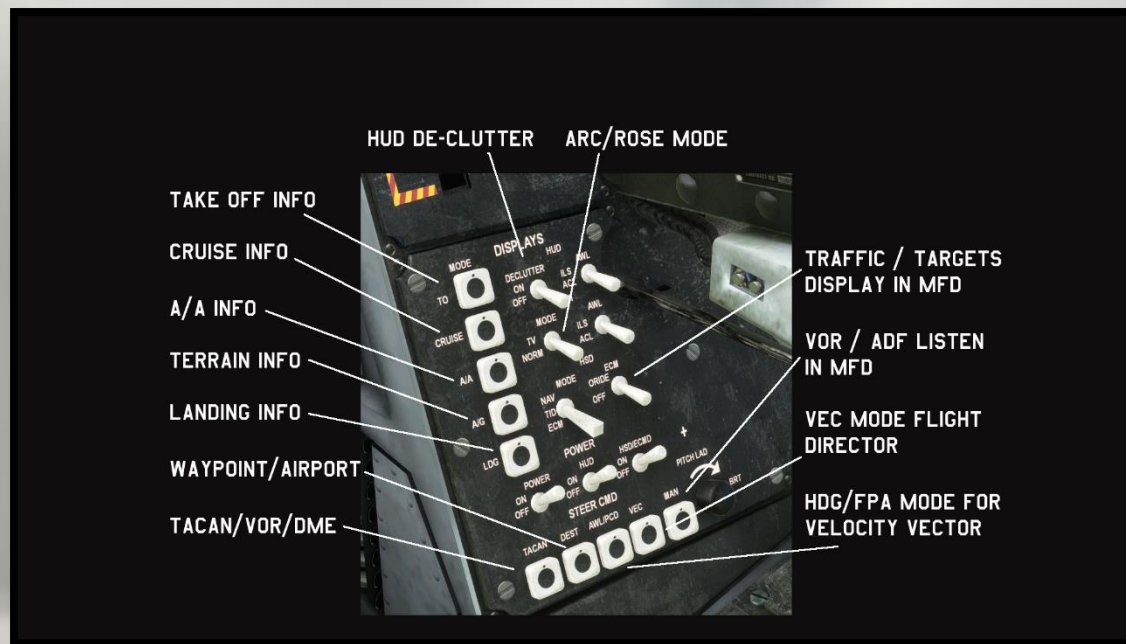 HUD DE-CLUTTER
ARC/ROSE MODE
TAKE OFF INFO
CRUISE INFO
A/A INFO
TERRAIN INFO
LANDING INFO
WAYPOINT/AIRPORT
TACAN/VOR/DME
DISPLAYS
MODE
HUD
TO
DECLUTTER
ON
OFF
AWL
ILS
ACL
CRUISE
MODE
TV
NORM
AWL
ILS
ACL
A/A
HSD
MODE
ECM
ORIDE
OFF
NAV
TID
ECM
A/G
LDG
POWER
POWER
ON
OFF
HUD
ON
OFF
HSD/ECMD
ON
OFF
PITCH LAD
BRT
STEER CMD
TACAN
DEST
AWL/PCD
VEC
MAN
TRAFFIC / TARGETS
DISPLAY IN MFD
VOR / ADF LISTEN
IN MFD
VEC MODE FLIGHT
DIRECTOR
HDG/FPA MODE FOR
VELOCITY VECTOR